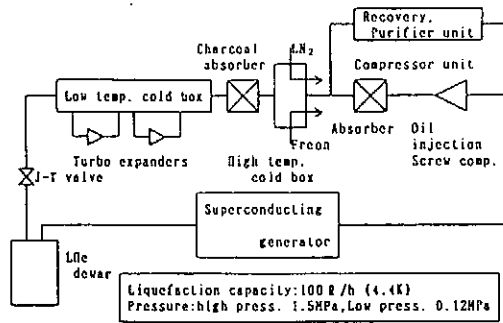 Recovery.
Purifier unit
Charcoal
absorber
LN₂
Compressor unit
Low temp. cold box
Absorber
Oil
injection
Screw comp.
Freon
Turbo expanders
High temp.
cold box
J-T
valve
Superconducting
generator
LHe
dewar
Liquefaction capacity:100ℓ/h (4.4K)
Pressure:high press. 1.5MPa,Low press. 0.12MPa